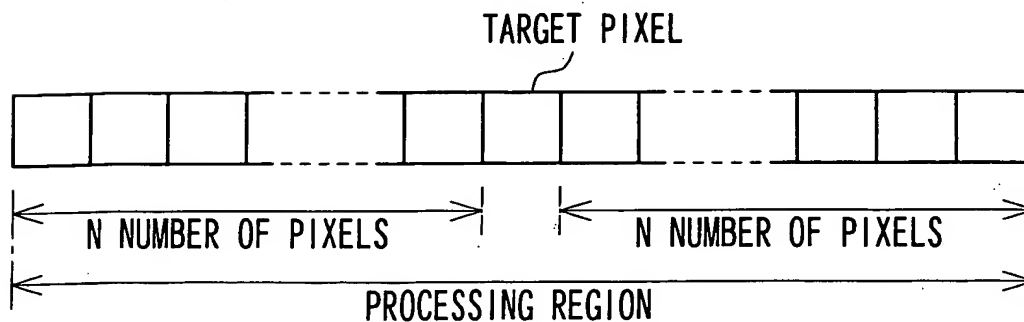 TARGET PIXEL
N NUMBER OF PIXELS
N NUMBER OF PIXELS
PROCESSING REGION